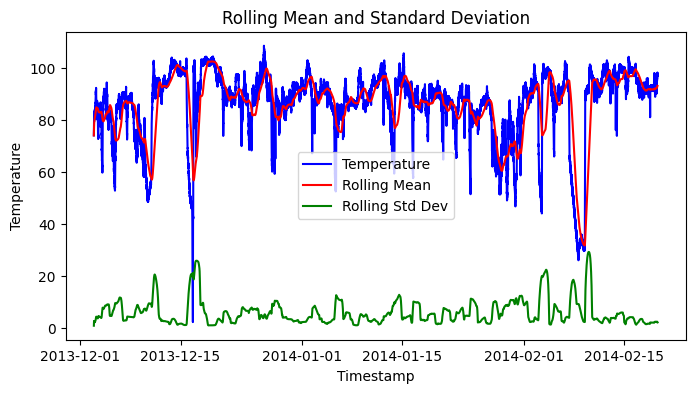 Rolling Mean and Standard Deviation
Temperature
100
80
60
40
20
0
Temperature
Rolling Mean
Rolling Std Dev
2013-12-01
2013-12-15
2014-01-01
2014-01-15
2014-02-01
2014-02-15
Timestamp